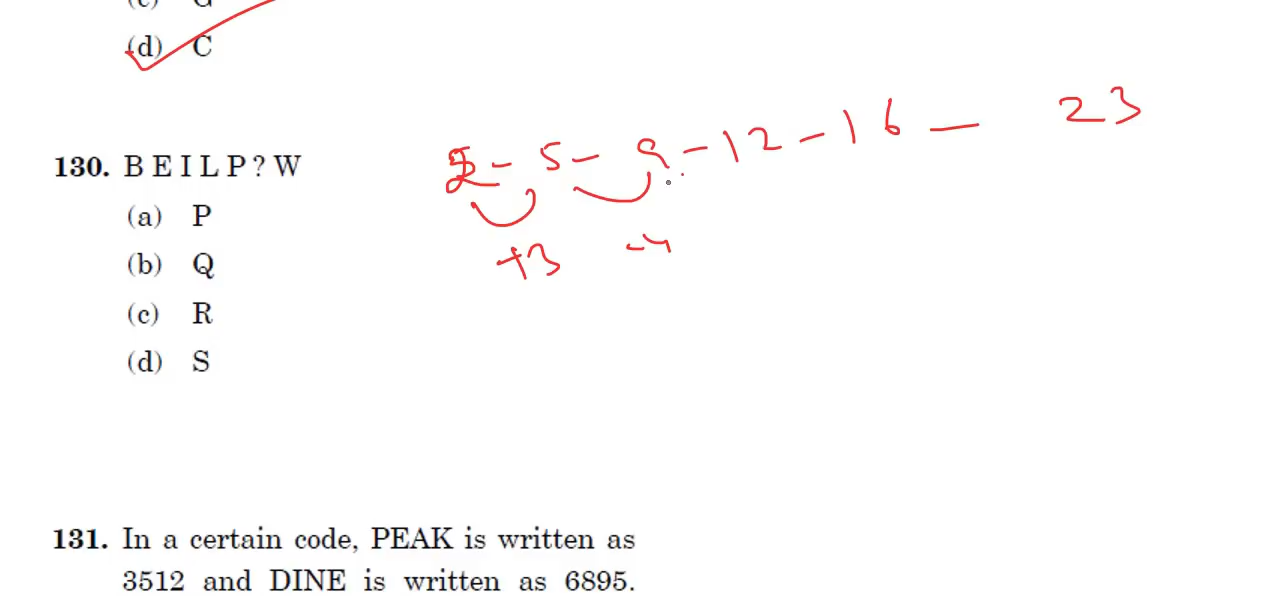 (c) G
(d) C
130. B E I L P ? W
2 - 5 - 9 - 12 - 16 — 23
(a) P
+3 -4
(b) Q
(c) R
(d) S
131. In a certain code, PEAK is written as
3512 and DINE is written as 6895.